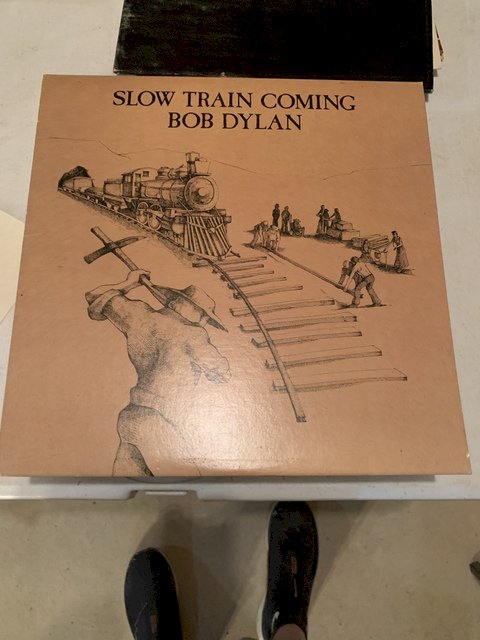 SLOW TRAIN COMING
BOB DYLAN